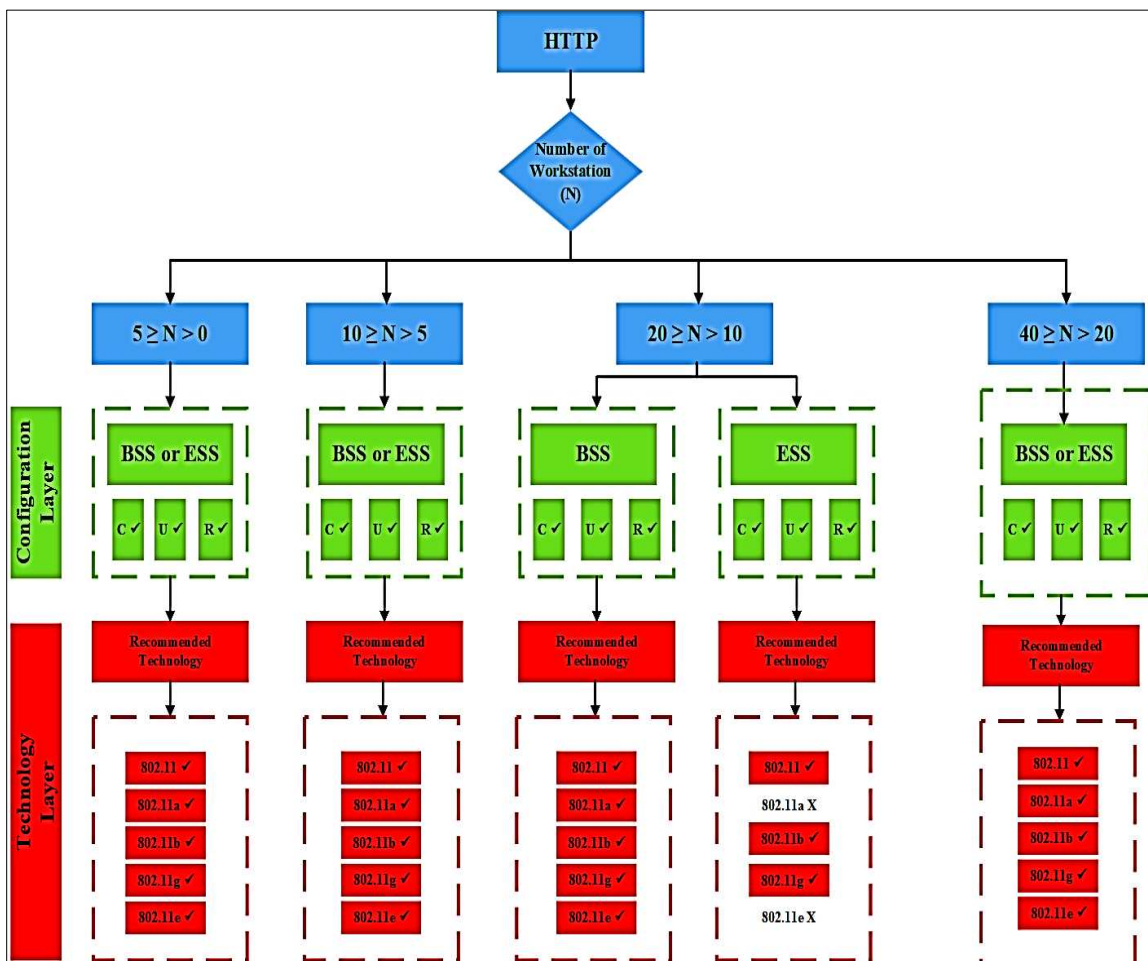 HTTP
Number of
Workstation
(N)
5 ≥ N > 0
10 ≥ N > 5
20 ≥ N > 10
40 ≥ N > 20
Configuration
Layer
BSS or ESS
C ✓ U ✓ R ✓
BSS or ESS
C ✓ U ✓ R ✓
BSS
C ✓ U ✓ R ✓
ESS
C ✓ U ✓ R ✓
BSS or ESS
C ✓ U ✓ R ✓
Technology
Layer
Recommended
Technology
802.11 ✓
802.11a ✓
802.11b ✓
802.11g ✓
802.11e ✓
Recommended
Technology
802.11 ✓
802.11a ✓
802.11b ✓
802.11g ✓
802.11e ✓
Recommended
Technology
802.11 ✓
802.11a ✓
802.11b ✓
802.11g ✓
802.11e ✓
Recommended
Technology
802.11 ✓
802.11a X
802.11b ✓
802.11g ✓
802.11e X
Recommended
Technology
802.11 ✓
802.11a ✓
802.11b ✓
802.11g ✓
802.11e ✓